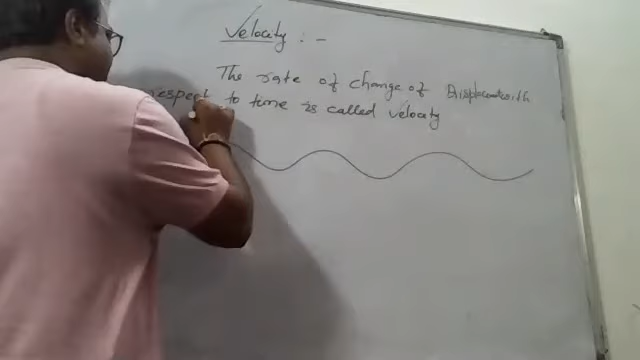 Velocity : -
The rate of change of Displacement with
respect to time is called velocity